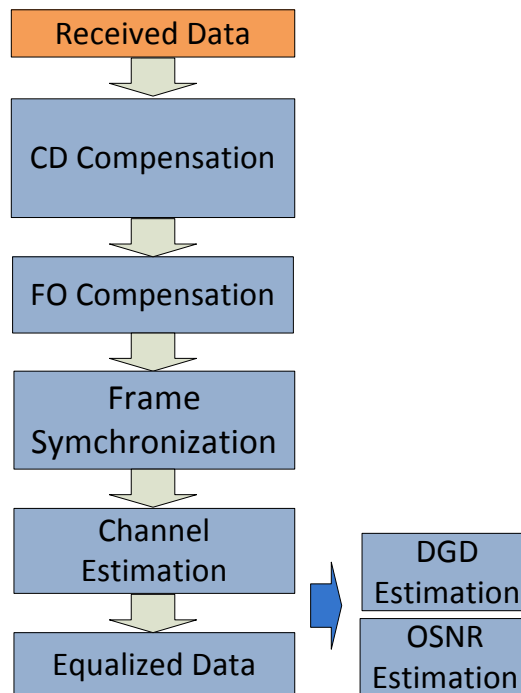 Received Data
CD Compensation
FO Compensation
Frame
Symchronization
Channel
Estimation
Equalized Data
DGD
Estimation
OSNR
Estimation